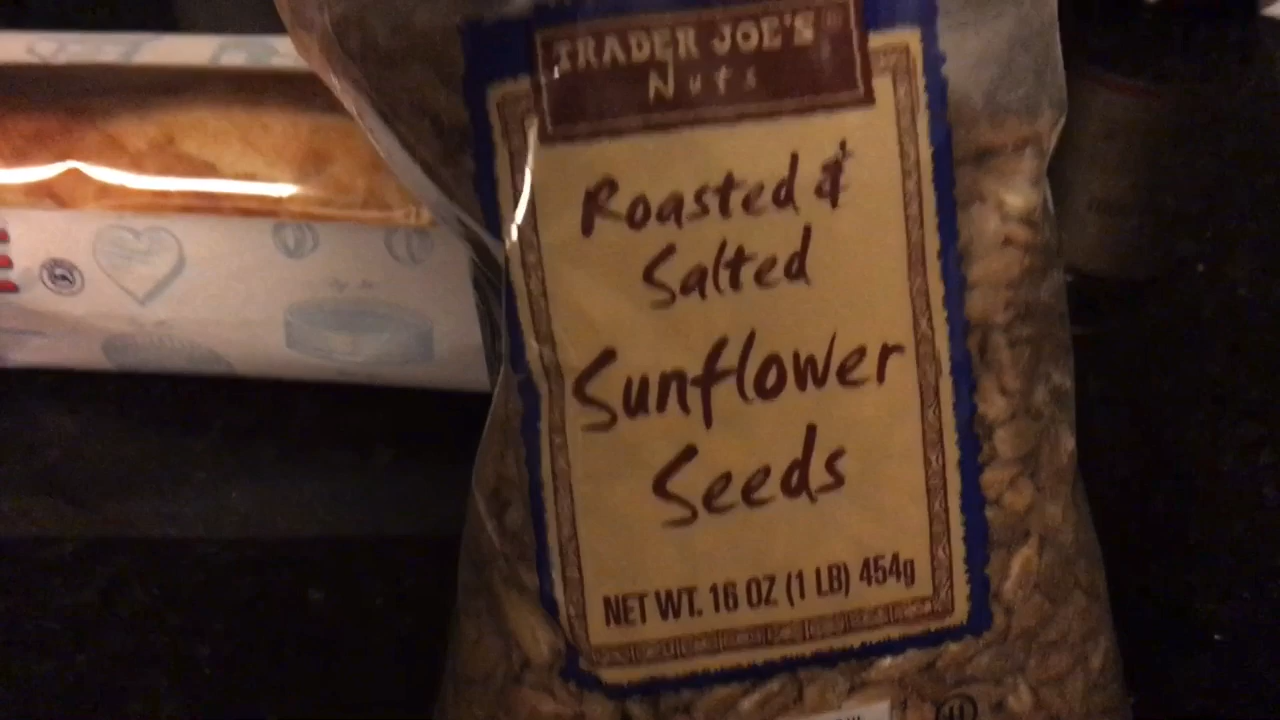 TRADER JOE'S
Nuts
Roasted &
Salted
Sunflower
Seeds
NET WT. 16 OZ (1 LB) 454g